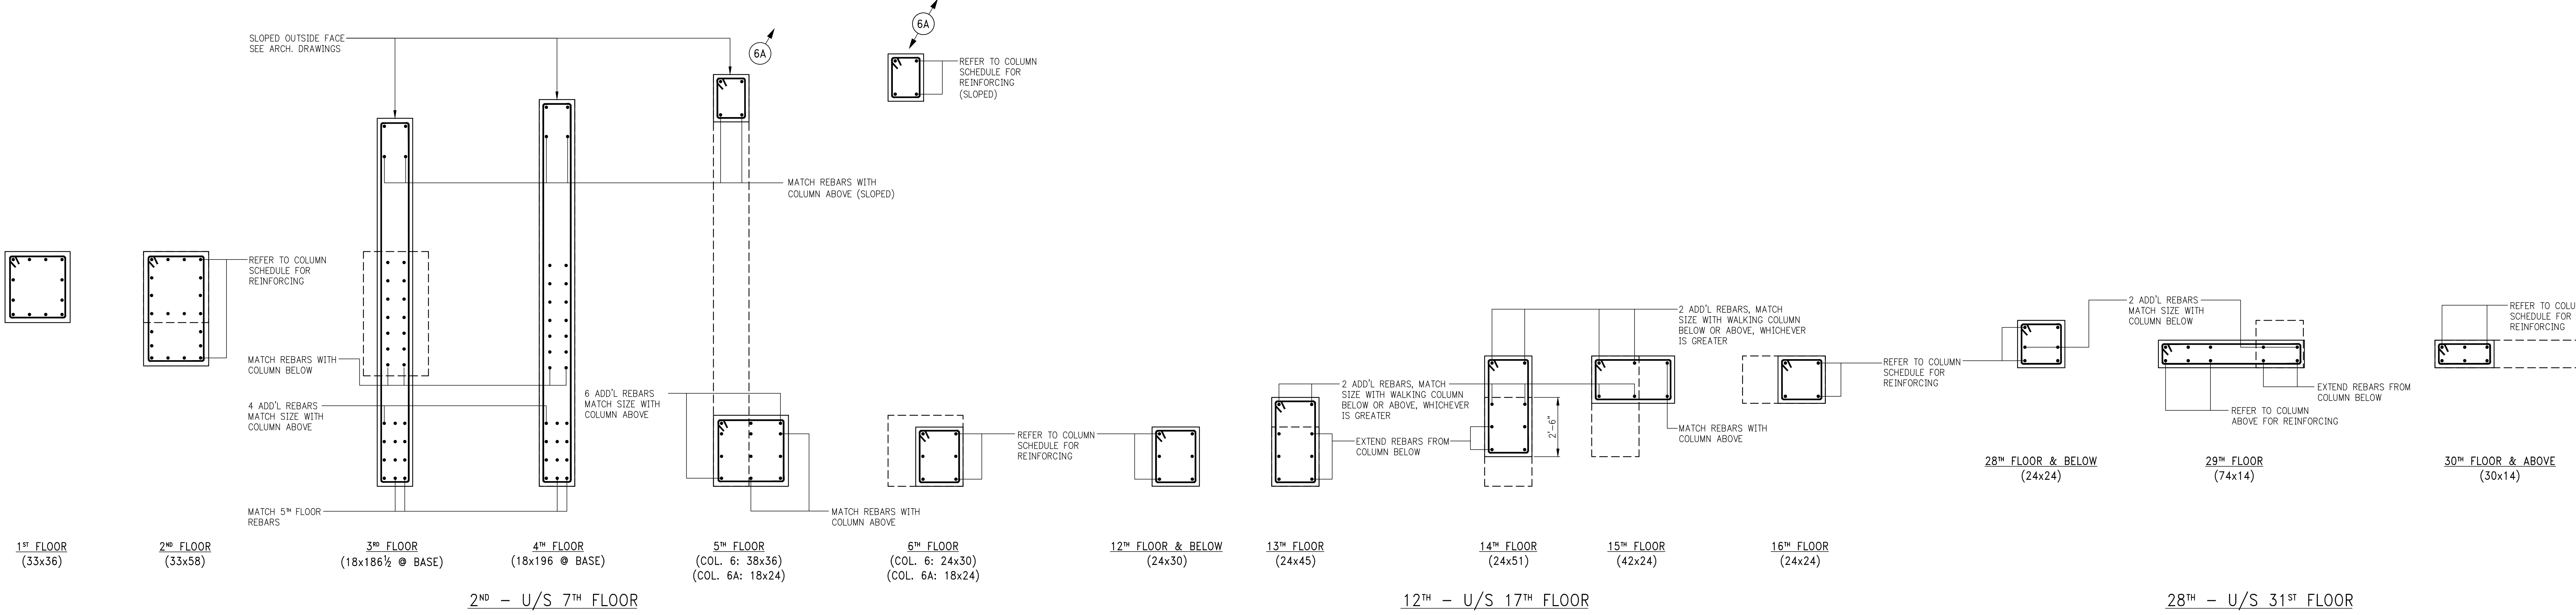 6A
6A
SLOPED OUTSIDE FACE
SEE ARCH. DRAWINGS
REFER TO COLUMN
SCHEDULE FOR
REINFORCING
(SLOPED)
MATCH REBARS WITH
COLUMN ABOVE (SLOPED)
REFER TO COLUMN
SCHEDULE FOR
REINFORCING
MATCH REBARS WITH
COLUMN BELOW
4 ADD'L REBARS
MATCH SIZE WITH
COLUMN ABOVE
6 ADD'L REBARS
MATCH SIZE WITH
COLUMN ABOVE
MATCH 5TH FLOOR
REBARS
MATCH REBARS WITH
COLUMN ABOVE
REFER TO COLUMN
SCHEDULE FOR
REINFORCING
2 ADD'L REBARS, MATCH
SIZE WITH WALKING COLUMN
BELOW OR ABOVE, WHICHEVER
IS GREATER
EXTEND REBARS FROM
COLUMN BELOW
2'-6"
2 ADD'L REBARS, MATCH
SIZE WITH WALKING COLUMN
BELOW OR ABOVE, WHICHEVER
IS GREATER
MATCH REBARS WITH
COLUMN ABOVE
REFER TO COLUMN
SCHEDULE FOR
REINFORCING
2 ADD'L REBARS
MATCH SIZE WITH
COLUMN BELOW
EXTEND REBARS FROM
COLUMN BELOW
REFER TO COLUMN
ABOVE FOR REINFORCING
REFER TO COLU
SCHEDULE FOR
REINFORCING
1ST FLOOR
(33x36)
2ND FLOOR
(33x58)
3RD FLOOR
(18x186½ @ BASE)
4TH FLOOR
(18x196 @ BASE)
5TH FLOOR
(COL. 6: 38x36)
(COL. 6A: 18x24)
6TH FLOOR
(COL. 6: 24x30)
(COL. 6A: 18x24)
2ND - U/S 7TH FLOOR
12TH FLOOR & BELOW
(24x30)
13TH FLOOR
(24x45)
14TH FLOOR
(24x51)
15TH FLOOR
(42x24)
16TH FLOOR
(24x24)
12TH - U/S 17TH FLOOR
28TH FLOOR & BELOW
(24x24)
29TH FLOOR
(74x14)
30TH FLOOR & ABOVE
(30x14)
28TH - U/S 31ST FLOOR